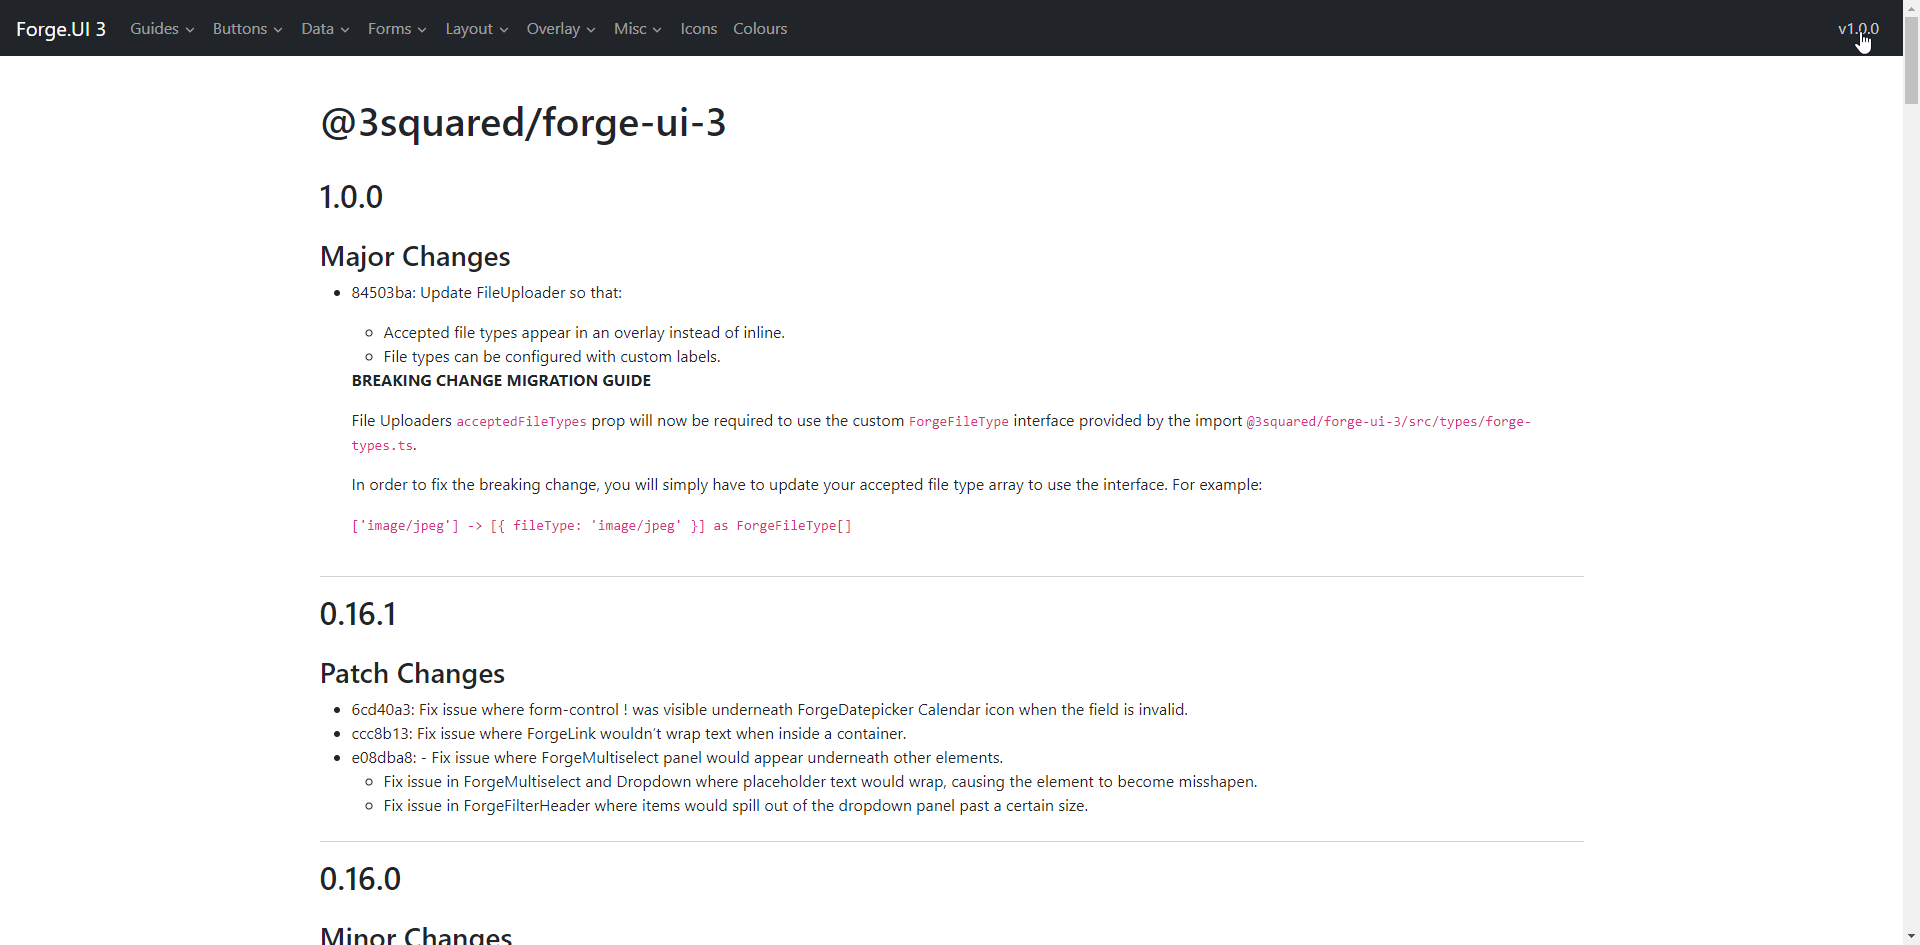 Forge.UI 3 Guides Buttons Data Forms Layout Overlay Misc Icons Colours v1.0.0
@3squared/forge-ui-3
1.0.0
Major Changes
84503ba: Update FileUploader so that:
Accepted file types appear in an overlay instead of inline.
File types can be configured with custom labels.
BREAKING CHANGE MIGRATION GUIDE
File Uploaders acceptedFileTypes prop will now be required to use the custom ForgeFileType interface provided by the import @3squared/forge-ui-3/src/types/forge-
types.ts.
In order to fix the breaking change, you will simply have to update your accepted file type array to use the interface. For example:
['image/jpeg'] -> [{ fileType: 'image/jpeg' }] as ForgeFileType[]
0.16.1
Patch Changes
6cd40a3: Fix issue where form-control ! was visible underneath ForgeDatepicker Calendar icon when the field is invalid.
ccc8b13: Fix issue where ForgeLink wouldn't wrap text when inside a container.
e08dba8: - Fix issue where ForgeMultiselect panel would appear underneath other elements.
Fix issue in ForgeMultiselect and Dropdown where placeholder text would wrap, causing the element to become misshapen.
Fix issue in ForgeFilterHeader where items would spill out of the dropdown panel past a certain size.
0.16.0
Minor Changes